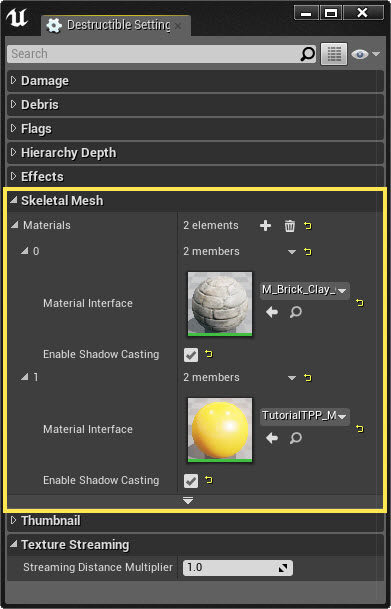 Destructible Setting
Search
Damage
Debris
Flags
Hierarchy Depth
Effects
Skeletal Mesh
Materials 2 elements
0 2 members
Material Interface M_Brick_Clay_
Enable Shadow Casting
1 2 members
Material Interface TutorialTPP_M
Enable Shadow Casting
Thumbnail
Texture Streaming
Streaming Distance Multiplier 1.0